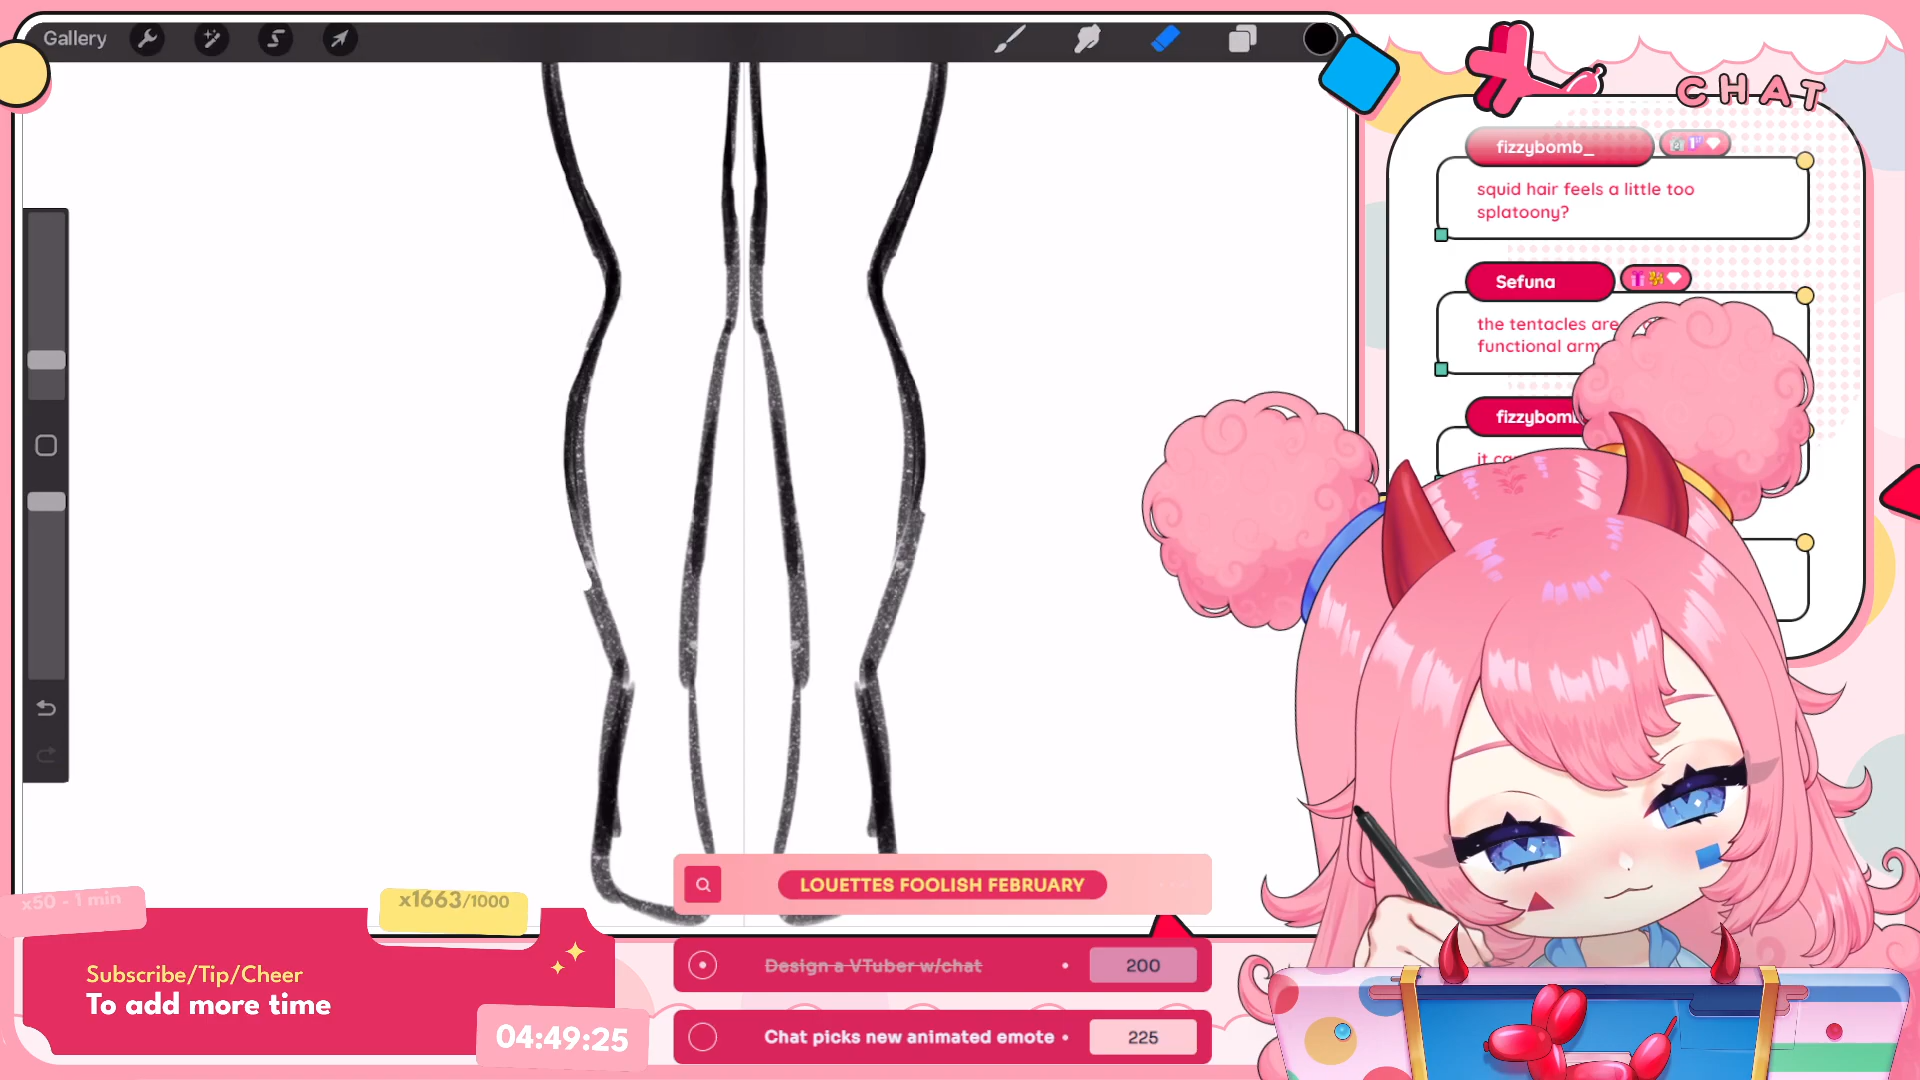 Gallery
CHAT
fizzybomb_
squid hair feels a little too
splatoony?
Sefuna
the tentacles are
functional arm
fizzybom
it ca
LOUETTES FOOLISH FEBRUARY
x50 - 1 min
x1663/1000
Subscribe/Tip/Cheer
To add more time
04:49:25
Design a VTuber w/chat • 200
Chat picks new animated emote • 225